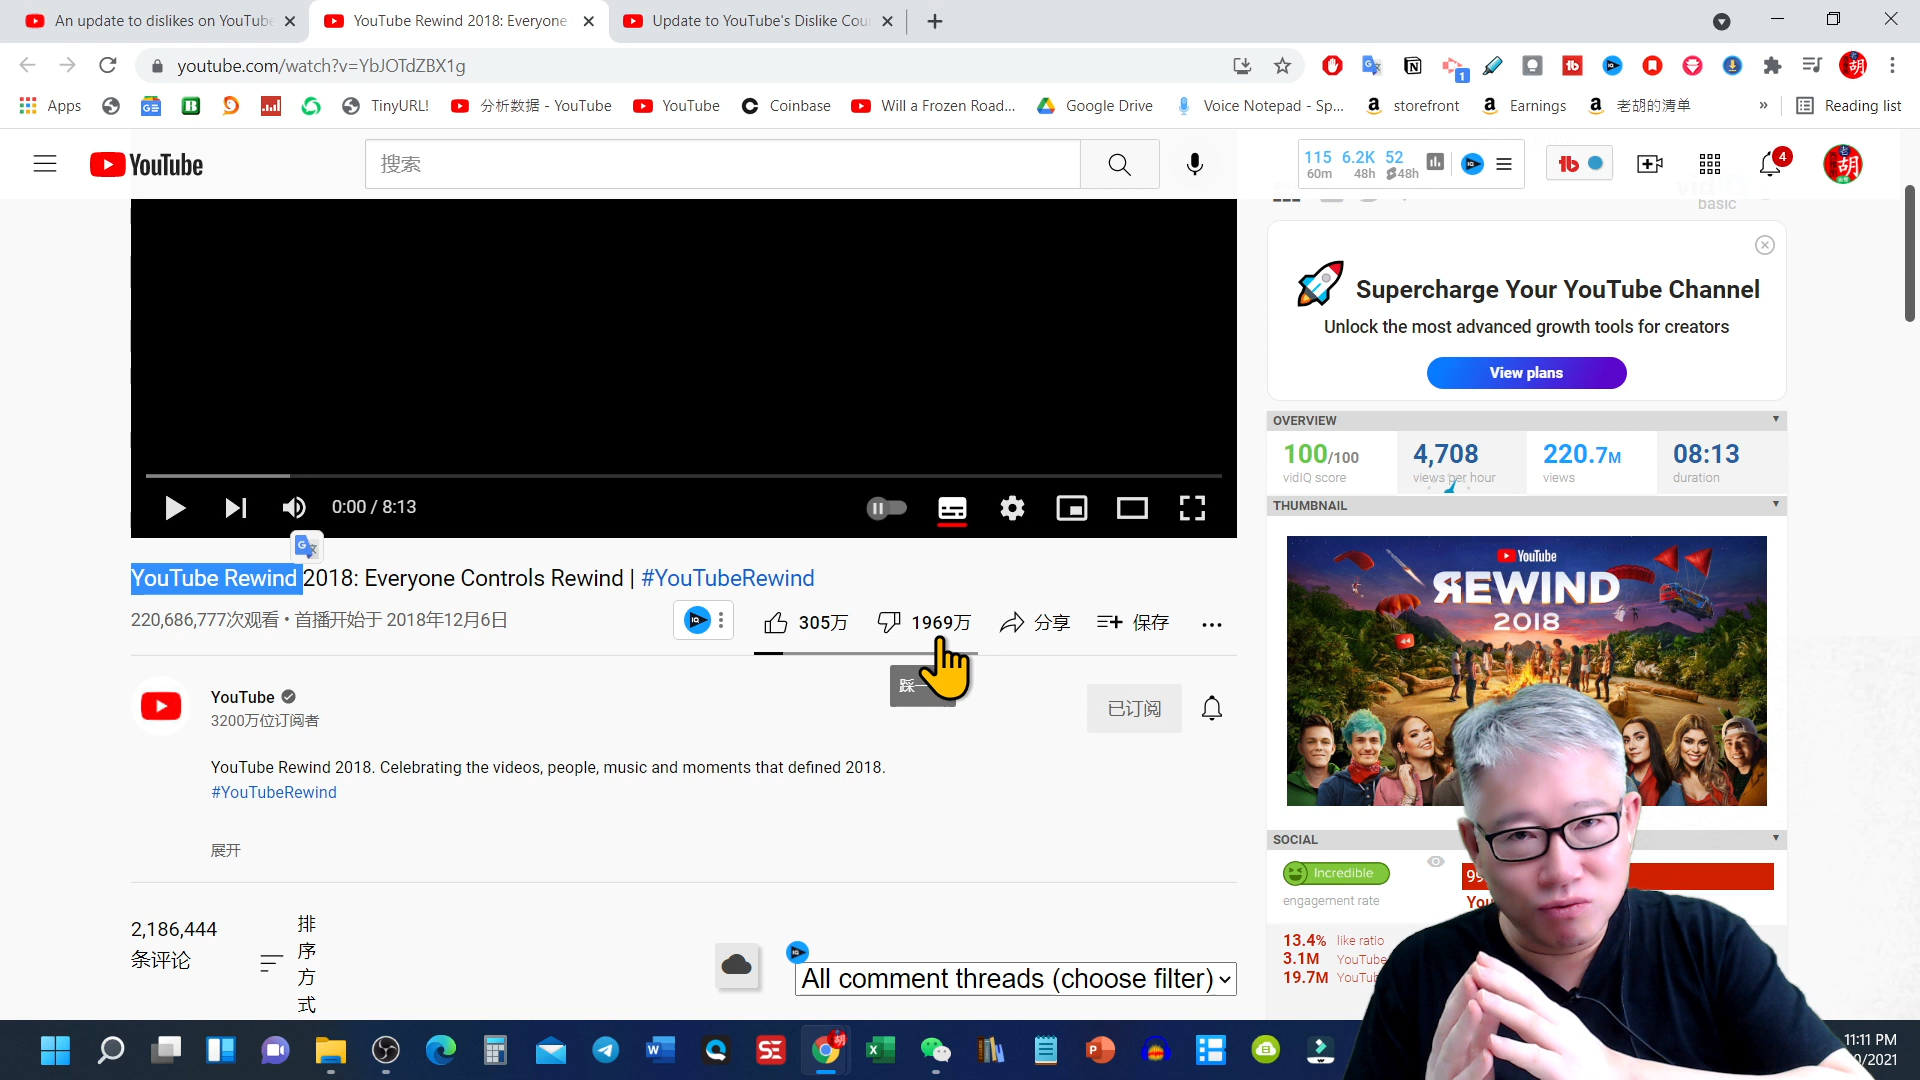 An update to dislikes on YouTube
YouTube Rewind 2018: Everyone
Update to YouTube's Dislike Cou
youtube.com/watch?v=YbJOTdZBX1g
1
胡
Apps
TinyURL!
分析数据 - YouTube
YouTube
Coinbase
Will a Frozen Road...
Google Drive
Voice Notepad - Sp...
storefront
Earnings
老胡的清单
»
Reading list
YouTube
搜索
115 6.2K 52
60m 48h 48h
4
胡
basic
Supercharge Your YouTube Channel
Unlock the most advanced growth tools for creators
View plans
OVERVIEW
100/100 4,708 220.7M 08:13
vidIQ score views per hour views duration
THUMBNAIL
YouTube
REWIND
2018
0:00 / 8:13
YouTube Rewind 2018: Everyone Controls Rewind | #YouTubeRewind
220,686,777次观看 • 首播开始于 2018年12月6日
305万 1969万 分享 保存
踩一
YouTube
3200万位订阅者
已订阅
YouTube Rewind 2018. Celebrating the videos, people, music and moments that defined 2018.
#YouTubeRewind
展开
SOCIAL
Incredible
engagement rate
13.4% like ratio
3.1M YouTube
19.7M
2,186,444
条评论
排
序
方
式
All comment threads (choose filter)
11:11 PM
0/2021